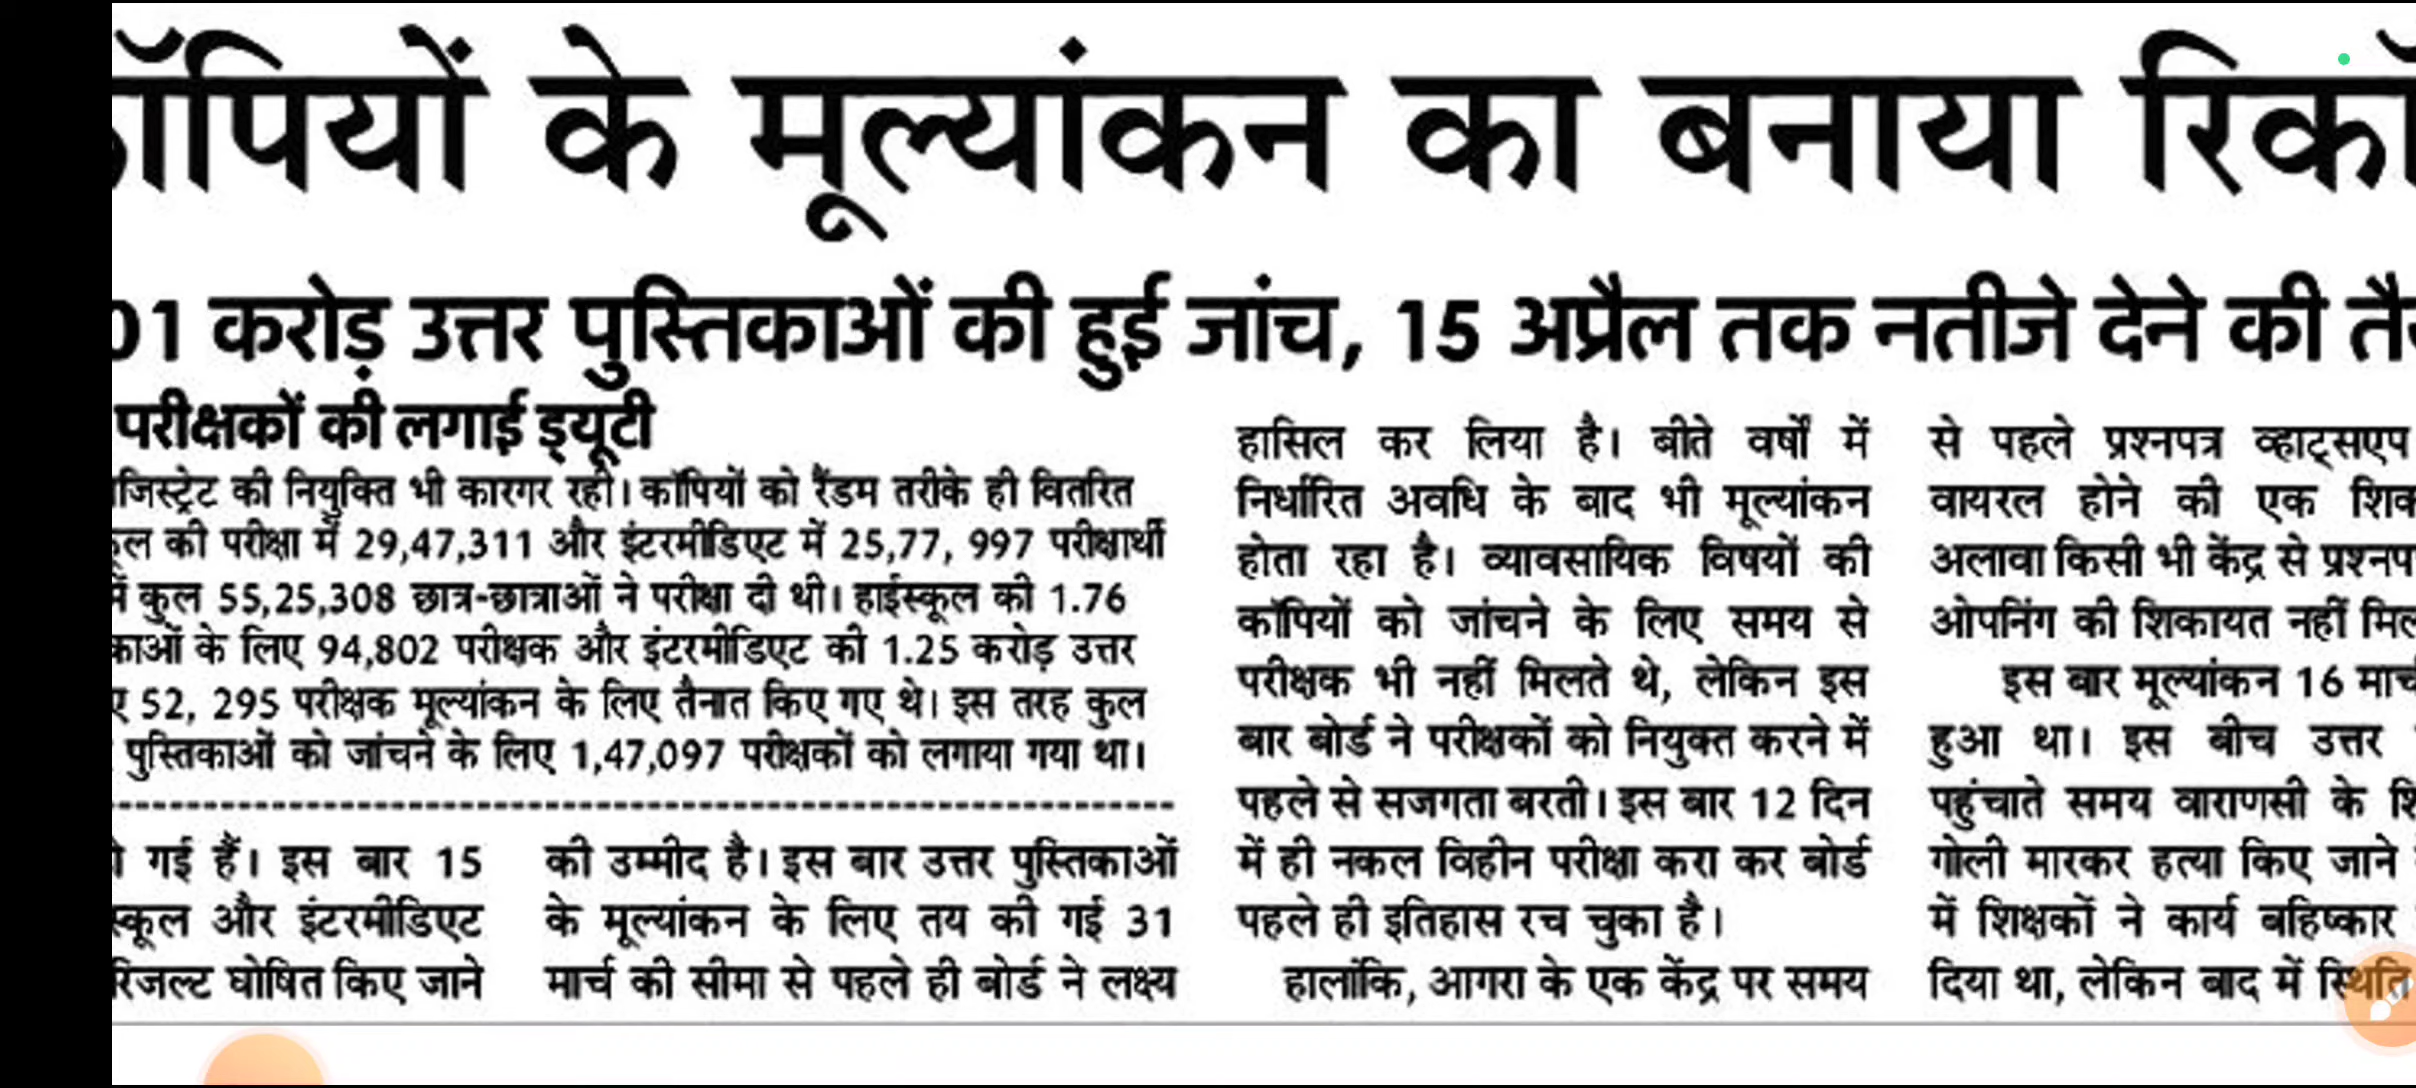 के मूल्यांकन का बनाया
01 करोड़ उत्तर पुस्तिकाओं की हुई जांच, 15 अप्रैल तक नतीजे देने की
परीक्षकों की लगाई ड्यूटी
की नियुक्ति भी कारगर रही। कॉपियों को रैंडम तरीके ही वितरित
की परीक्षा में 29,47,311 और इंटरमीडिएट में 25,77, 997 परीक्षार्थी
कुल 55,25,308 छात्र-छात्राओं ने परीक्षा दी थी। हाईस्कूल की 1.76
के लिए 94,802 परीक्षक और इंटरमीडिएट की 1.25 करोड़ उत्तर
52, 295 परीक्षक मूल्यांकन के लिए तैनात किए गए थे। इस तरह कुल
पुस्तिकाओं को जांचने के लिए 1,47,097 परीक्षकों को लगाया गया था।
गई हैं। इस बार 15
और इंटरमीडिएट
रिजल्ट घोषित किए जाने
की उम्मीद है। इस बार उत्तर पुस्तिकाओं
के मूल्यांकन के लिए तय की गई 31
मार्च की सीमा से पहले ही बोर्ड ने लक्ष्य
हासिल कर लिया है। बीते वर्षों में
निर्धारित अवधि के बाद भी मूल्यांकन
होता रहा है। व्यावसायिक विषयों की
कॉपियों को जांचने के लिए समय से
परीक्षक भी नहीं मिलते थे, लेकिन इस
बार बोर्ड ने परीक्षकों को नियुक्त करने में
पहले से सजगता बरती। इस बार 12 दिन
में ही नकल विहीन परीक्षा करा कर बोर्ड
पहले ही इतिहास रच चुका है।
हालांकि, आगरा के एक केंद्र पर समय
से पहले प्रश्नपत्र व्हाट्सएप
वायरल होने की एक
अलावा किसी भी केंद्र से
ओपनिंग की शिकायत नहीं
इस बार मूल्यांकन 16
हुआ था। इस बीच उत्तर
पहुंचाते समय वाराणसी के
गोली मारकर हत्या किए जाने
में शिक्षकों ने कार्य बहिष्कार
दिया था, लेकिन बाद में स्थिति